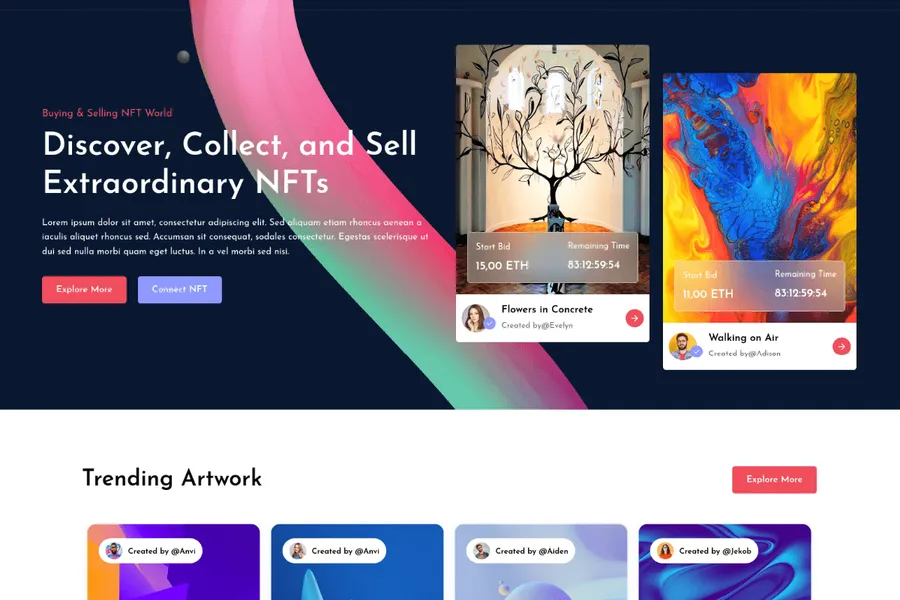 Buying & Selling NFT World
Discover, Collect, and Sell
Extraordinary NFTs
Lorem ipsum dolor sit amet, consectetur adipiscing elit. Sed aliquam etiam rhoncus aenean a
iaculis aliquet rhoncus sed. Accumsan sit consequat, sodales consectetur. Egestas scelerisque ut
dui sed nulla morbi quam eget luctus. In a vel morbi sed nisi.
Explore More
Connect NFT
Start Bid
Remaining Time
15,00 ETH
83:12:59:54
Flowers in Concrete
Created by@Evelyn
Start Bid
Remaining Time
11,00 ETH
83:12:59:54
Walking on Air
Created by@Adison
Trending Artwork
Explore More
Created by @Anvi
Created by @Anvi
Created by @Aiden
Created by @Jekob